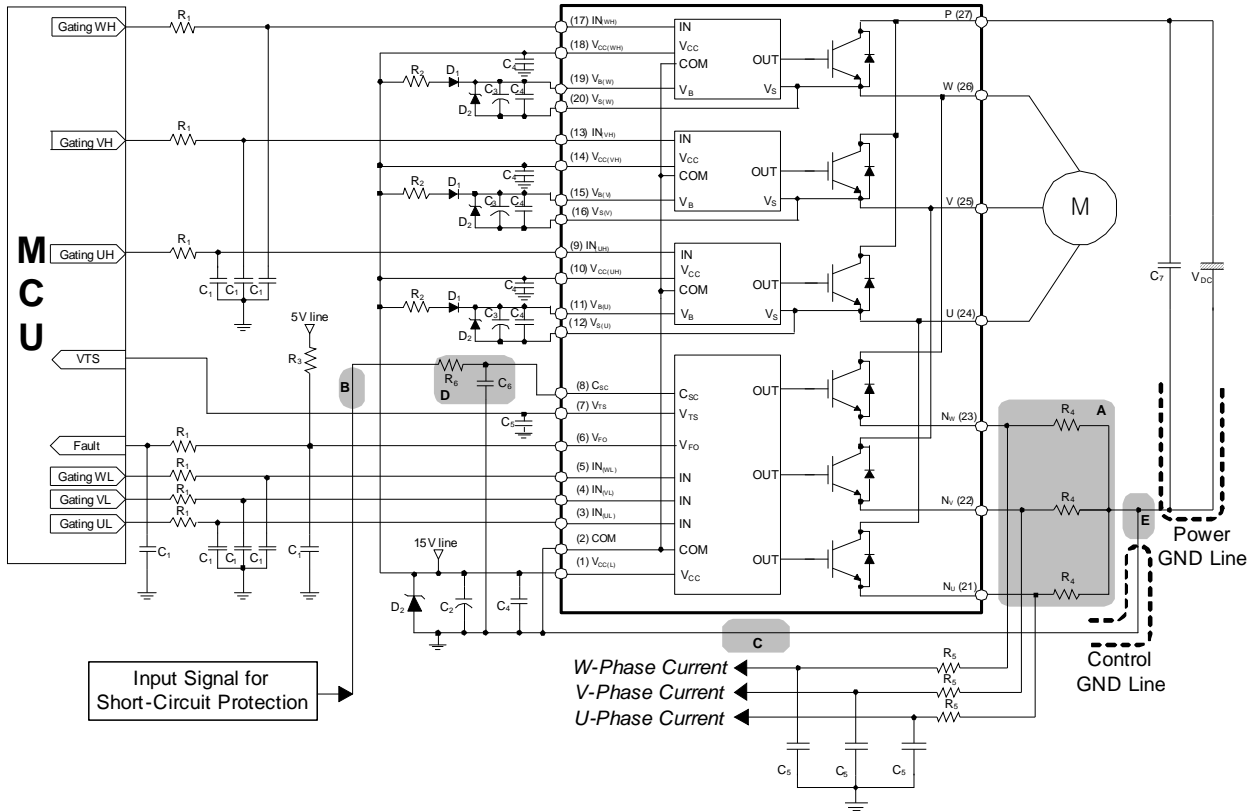 MCU
Gating WH
R1
(17) IN(WH)
IN
P (27)
(18) VCC(WH)
VCC
COM
OUT
C4
R2
D1
(19) VB(W)
VB
VS
C3
C4
D2
(20) VS(W)
W (26)
Gating VH
R1
(13) IN(VH)
IN
(14) VCC(VH)
VCC
COM
OUT
C4
R2
D1
(15) VB(V)
VB
VS
C3
C4
D2
(16) VS(V)
V (25)
M
Gating UH
R1
(9) IN(UH)
IN
(10) VCC(UH)
VCC
COM
OUT
C4
C1
C1
C1
R2
D1
(11) VB(U)
VB
VS
C3
C4
D2
(12) VS(U)
U (24)
C7
VDC
5V line
R3
VTS
B
R6
D
C6
(8) CSC
CSC
OUT
(7) VTS
VTS
C5
NW (23)
R4
A
Fault
R1
(6) VFO
VFO
Gating WL
R1
(5) IN(WL)
IN
OUT
Gating VL
R1
(4) IN(VL)
IN
NV (22)
R4
E
Gating UL
R1
(3) IN(UL)
IN
Power
GND Line
(2) COM
COM
OUT
C1
C1
C1
C1
C1
15V line
(1) VCC(L)
VCC
NU (21)
R4
D2
C2
C4
C
Control
GND Line
Input Signal for
Short-Circuit Protection
W-Phase Current
R5
V-Phase Current
R5
U-Phase Current
R5
C5
C5
C5